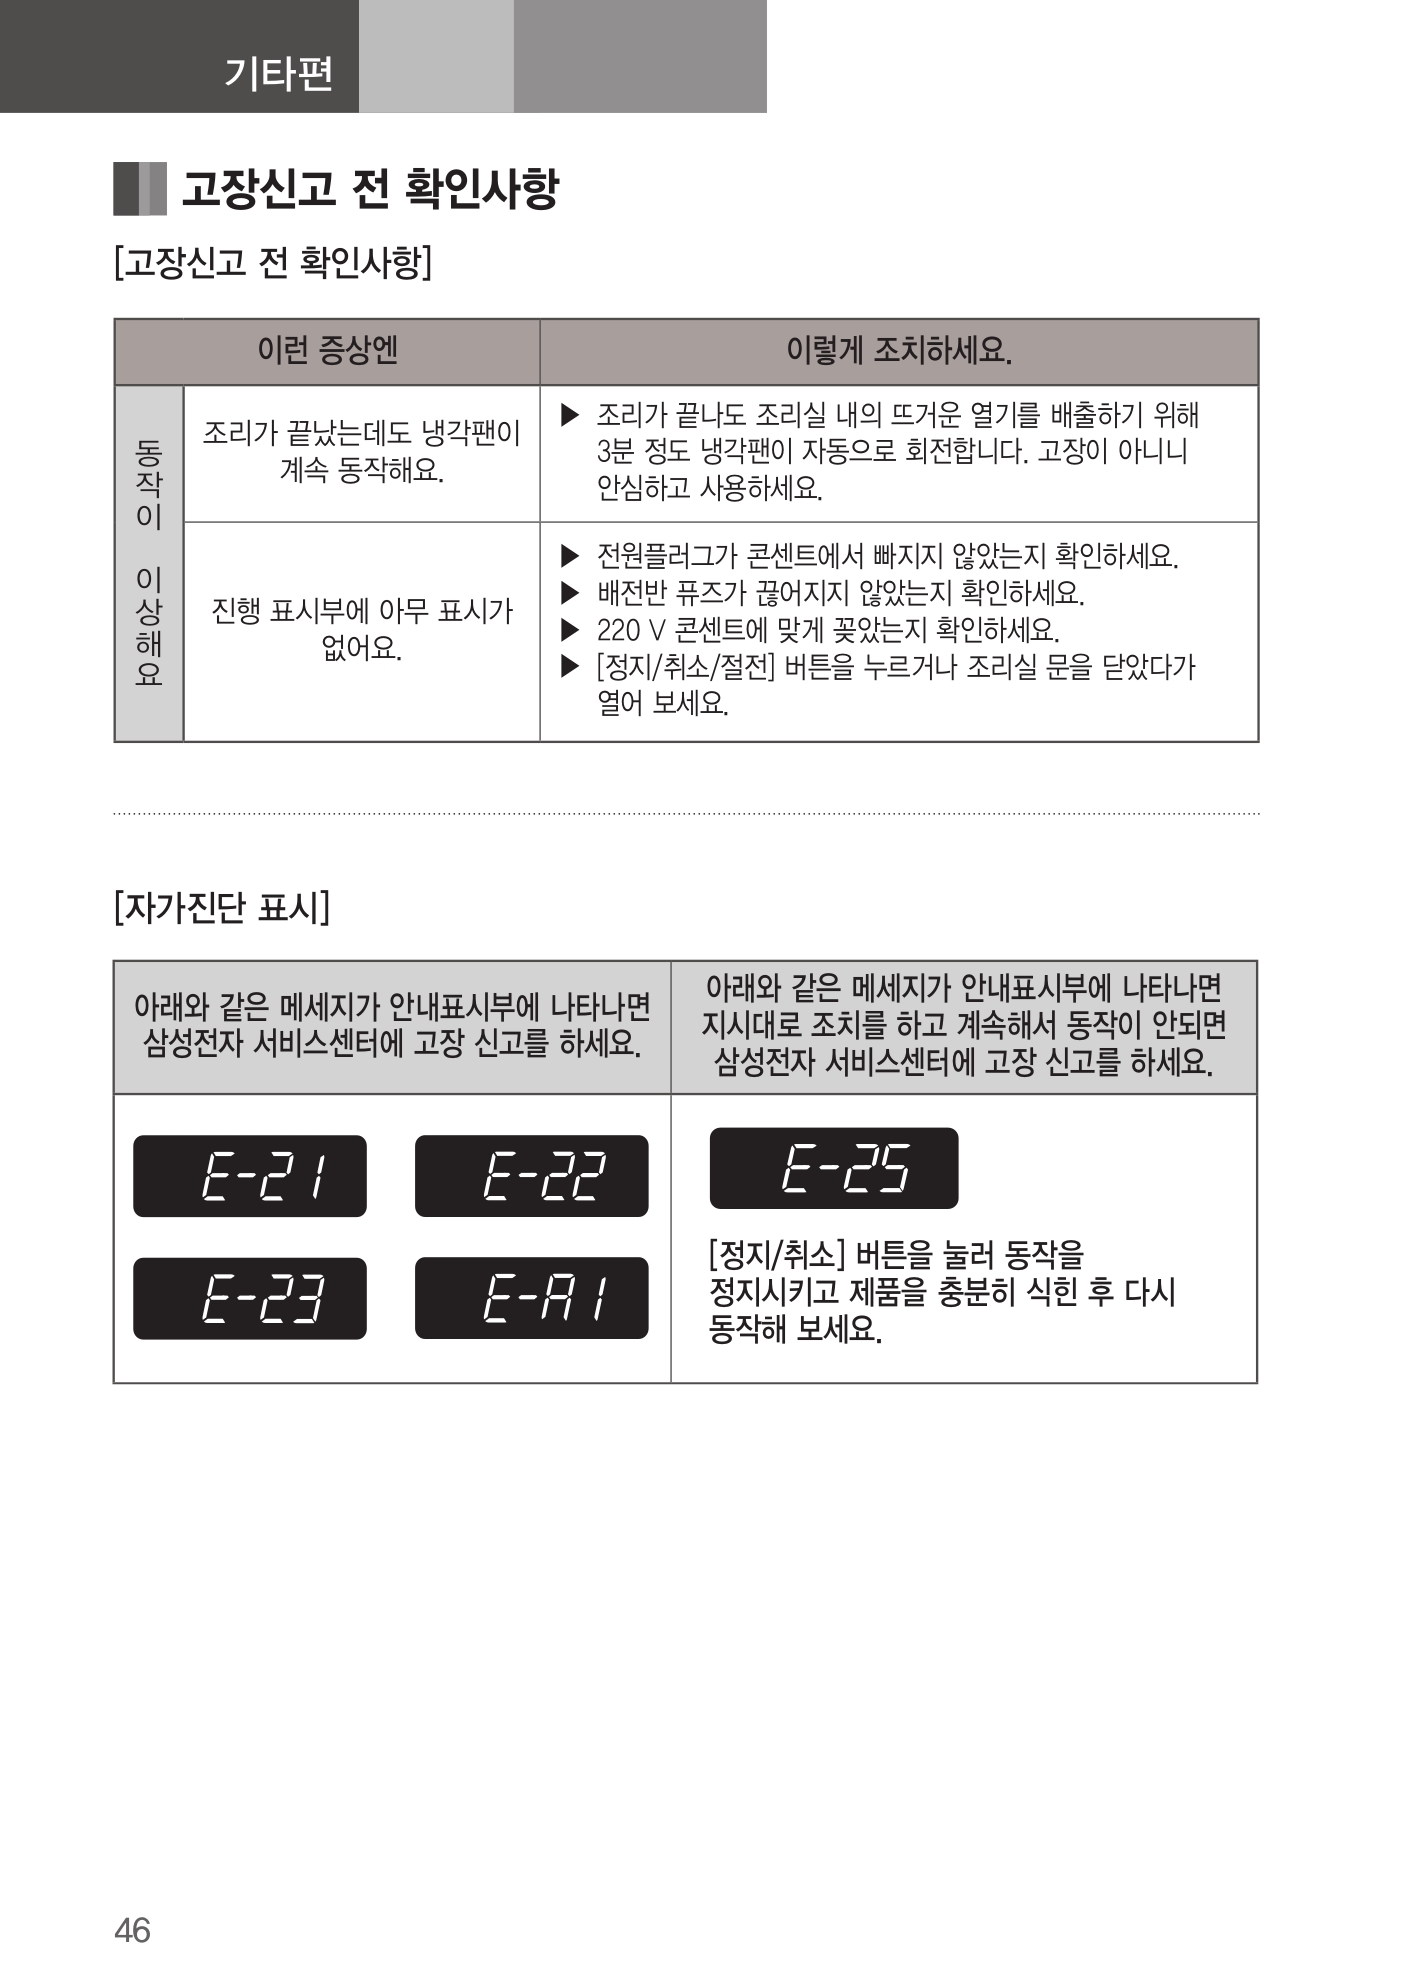 기타편
고장신고 전 확인사항
[고장신고 전 확인사항]
이런 증상엔
이렇게 조치하세요.
동작이 이상해요
조리가 끝났는데도 냉각팬이
계속 동작해요.
▶ 조리가 끝나도 조리실 내의 뜨거운 열기를 배출하기 위해
3분 정도 냉각팬이 자동으로 회전합니다. 고장이 아니니
안심하고 사용하세요.
진행 표시부에 아무 표시가
없어요.
▶ 전원플러그가 콘센트에서 빠지지 않았는지 확인하세요.
▶ 배전반 퓨즈가 끊어지지 않았는지 확인하세요.
▶ 220 V 콘센트에 맞게 꽂았는지 확인하세요.
▶ [정지/취소/절전] 버튼을 누르거나 조리실 문을 닫았다가
열어 보세요.
[자가진단 표시]
아래와 같은 메세지가 안내표시부에 나타나면
삼성전자 서비스센터에 고장 신고를 하세요.
아래와 같은 메세지가 안내표시부에 나타나면
지시대로 조치를 하고 계속해서 동작이 안되면
삼성전자 서비스센터에 고장 신고를 하세요.
E-21
E-22
E-23
E-A1
E-25
[정지/취소] 버튼을 눌러 동작을
정지시키고 제품을 충분히 식힌 후 다시
동작해 보세요.
46